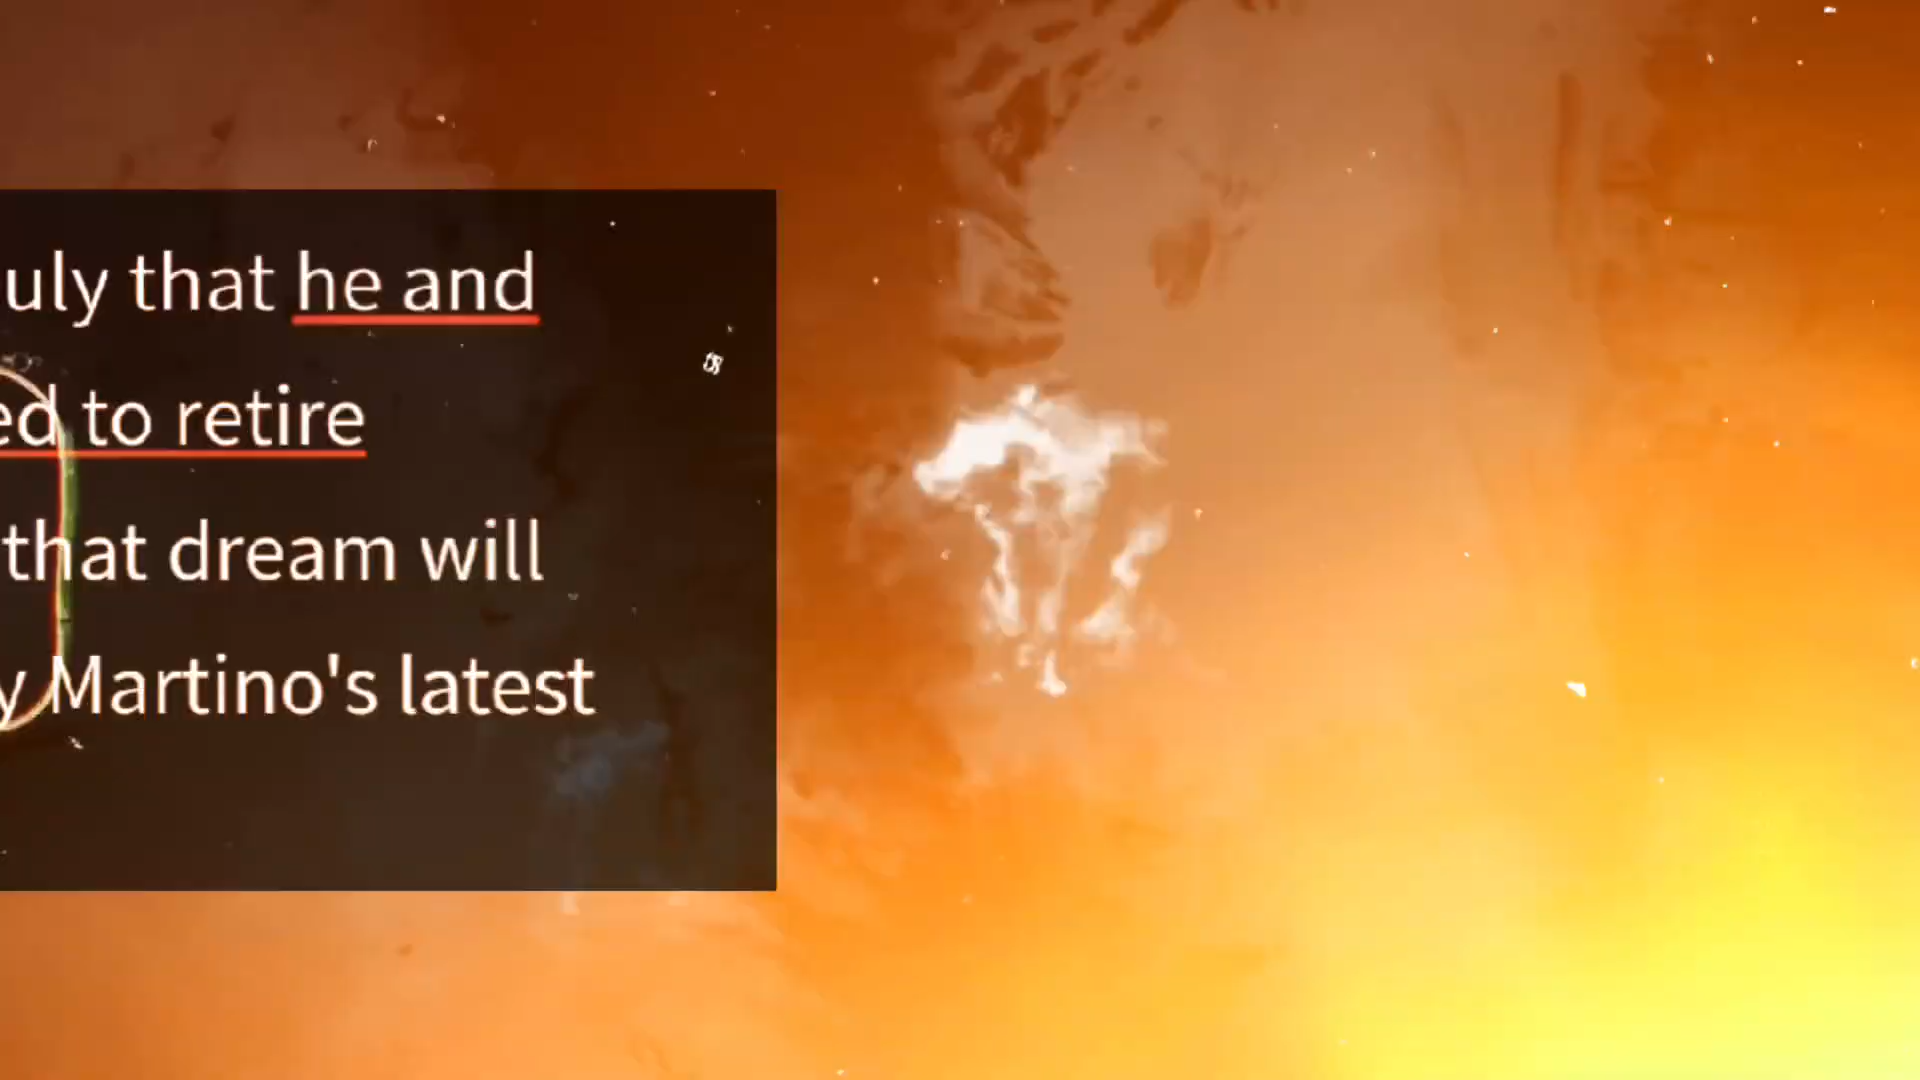 uly that he and
ed to retire
that dream will
y Martino's latest